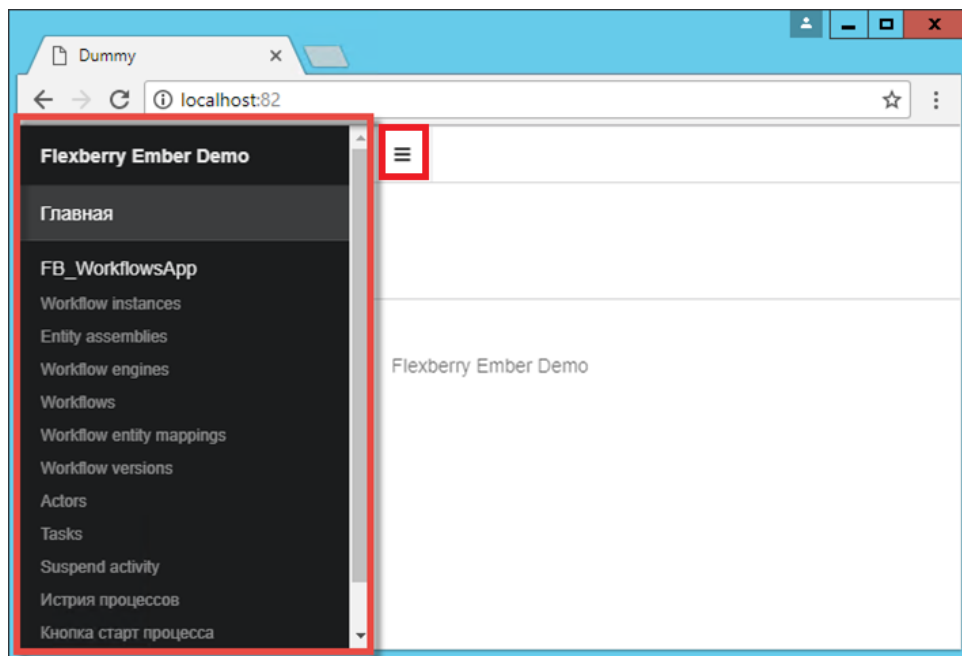 Dummy
localhost:82
Flexberry Ember Demo
Главная
FB_WorkflowsApp
Workflow instances
Entity assemblies
Workflow engines
Workflows
Workflow entity mappings
Workflow versions
Actors
Tasks
Suspend activity
Истрия процессов
Кнопка старт процесса
Flexberry Ember Demo